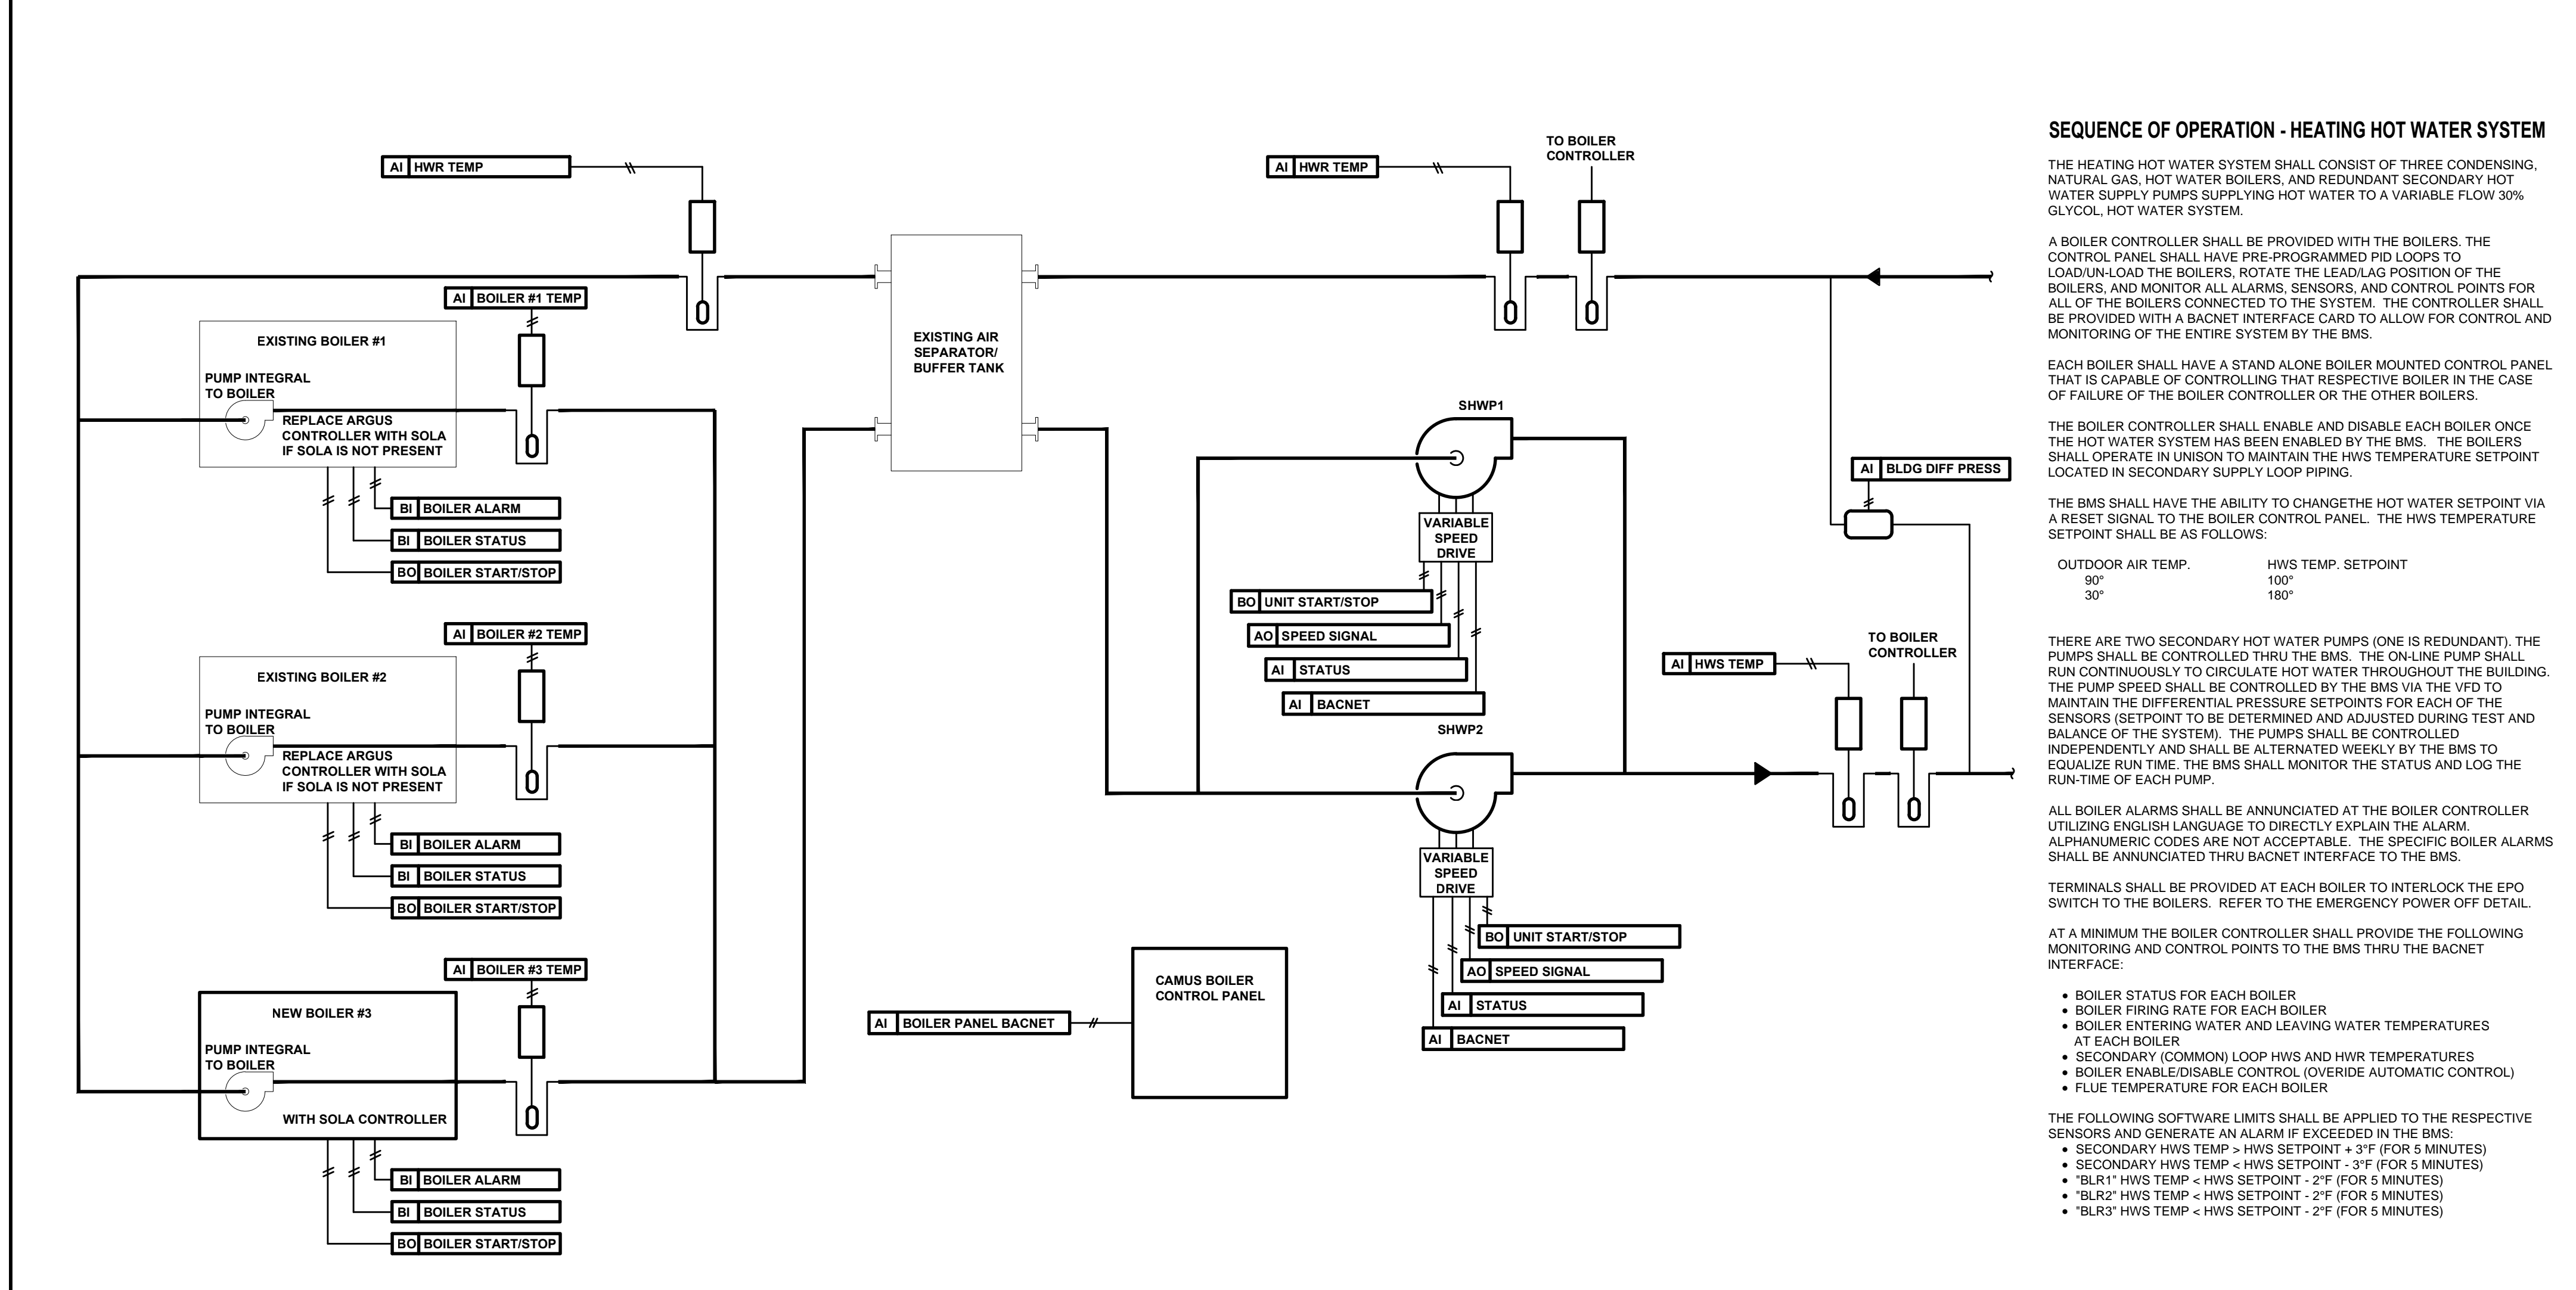 AI HWR TEMP
AI HWR TEMP
TO BOILER
CONTROLLER
AI BOILER #1 TEMP
EXISTING BOILER #1
PUMP INTEGRAL
TO BOILER
REPLACE ARGUS
CONTROLLER WITH SOLA
IF SOLA IS NOT PRESENT
BI BOILER ALARM
BI BOILER STATUS
BO BOILER START/STOP
AI BOILER #2 TEMP
EXISTING BOILER #2
PUMP INTEGRAL
TO BOILER
REPLACE ARGUS
CONTROLLER WITH SOLA
IF SOLA IS NOT PRESENT
BI BOILER ALARM
BI BOILER STATUS
BO BOILER START/STOP
AI BOILER #3 TEMP
NEW BOILER #3
PUMP INTEGRAL
TO BOILER
WITH SOLA CONTROLLER
BI BOILER ALARM
BI BOILER STATUS
BO BOILER START/STOP
EXISTING AIR
SEPARATOR/
BUFFER TANK
SHWP1
VARIABLE
SPEED
DRIVE
BO UNIT START/STOP
AO SPEED SIGNAL
AI STATUS
AI BACNET
SHWP2
VARIABLE
SPEED
DRIVE
BO UNIT START/STOP
AO SPEED SIGNAL
AI STATUS
AI BACNET
AI BOILER PANEL BACNET
CAMUS BOILER
CONTROL PANEL
AI BLDG DIFF PRESS
AI HWS TEMP
TO BOILER
CONTROLLER
SEQUENCE OF OPERATION - HEATING HOT WATER SYSTEM
THE HEATING HOT WATER SYSTEM SHALL CONSIST OF THREE CONDENSING,
NATURAL GAS, HOT WATER BOILERS, AND REDUNDANT SECONDARY HOT
WATER SUPPLY PUMPS SUPPLYING HOT WATER TO A VARIABLE FLOW 30%
GLYCOL, HOT WATER SYSTEM.
A BOILER CONTROLLER SHALL BE PROVIDED WITH THE BOILERS. THE
CONTROL PANEL SHALL HAVE PRE-PROGRAMMED PID LOOPS TO
LOAD/UN-LOAD THE BOILERS, ROTATE THE LEAD/LAG POSITION OF THE
BOILERS, AND MONITOR ALL ALARMS, SENSORS, AND CONTROL POINTS FOR
ALL OF THE BOILERS CONNECTED TO THE SYSTEM. THE CONTROLLER SHALL
BE PROVIDED WITH A BACNET INTERFACE CARD TO ALLOW FOR CONTROL AND
MONITORING OF THE ENTIRE SYSTEM BY THE BMS.
EACH BOILER SHALL HAVE A STAND ALONE BOILER MOUNTED CONTROL PANEL
THAT IS CAPABLE OF CONTROLLING THAT RESPECTIVE BOILER IN THE CASE
OF FAILURE OF THE BOILER CONTROLLER OR THE OTHER BOILERS.
THE BOILER CONTROLLER SHALL ENABLE AND DISABLE EACH BOILER ONCE
THE HOT WATER SYSTEM HAS BEEN ENABLED BY THE BMS. THE BOILERS
SHALL OPERATE IN UNISON TO MAINTAIN THE HWS TEMPERATURE SETPOINT
LOCATED IN SECONDARY SUPPLY LOOP PIPING.
THE BMS SHALL HAVE THE ABILITY TO CHANGETHE HOT WATER SETPOINT VIA
A RESET SIGNAL TO THE BOILER CONTROL PANEL. THE HWS TEMPERATURE
SETPOINT SHALL BE AS FOLLOWS:
OUTDOOR AIR TEMP. HWS TEMP. SETPOINT
90° 100°
30° 180°
THERE ARE TWO SECONDARY HOT WATER PUMPS (ONE IS REDUNDANT). THE
PUMPS SHALL BE CONTROLLED THRU THE BMS. THE ON-LINE PUMP SHALL
RUN CONTINUOUSLY TO CIRCULATE HOT WATER THROUGHOUT THE BUILDING.
THE PUMP SPEED SHALL BE CONTROLLED BY THE BMS VIA THE VFD TO
MAINTAIN THE DIFFERENTIAL PRESSURE SETPOINTS FOR EACH OF THE
SENSORS (SETPOINT TO BE DETERMINED AND ADJUSTED DURING TEST AND
BALANCE OF THE SYSTEM). THE PUMPS SHALL BE CONTROLLED
INDEPENDENTLY AND SHALL BE ALTERNATED WEEKLY BY THE BMS TO
EQUALIZE RUN TIME. THE BMS SHALL MONITOR THE STATUS AND LOG THE
RUN-TIME OF EACH PUMP.
ALL BOILER ALARMS SHALL BE ANNUNCIATED AT THE BOILER CONTROLLER
UTILIZING ENGLISH LANGUAGE TO DIRECTLY EXPLAIN THE ALARM.
ALPHANUMERIC CODES ARE NOT ACCEPTABLE. THE SPECIFIC BOILER ALARMS
SHALL BE ANNUNCIATED THRU BACNET INTERFACE TO THE BMS.
TERMINALS SHALL BE PROVIDED AT EACH BOILER TO INTERLOCK THE EPO
SWITCH TO THE BOILERS. REFER TO THE EMERGENCY POWER OFF DETAIL.
AT A MINIMUM THE BOILER CONTROLLER SHALL PROVIDE THE FOLLOWING
MONITORING AND CONTROL POINTS TO THE BMS THRU THE BACNET
INTERFACE:
• BOILER STATUS FOR EACH BOILER
• BOILER FIRING RATE FOR EACH BOILER
• BOILER ENTERING WATER AND LEAVING WATER TEMPERATURES
AT EACH BOILER
• SECONDARY (COMMON) LOOP HWS AND HWR TEMPERATURES
• BOILER ENABLE/DISABLE CONTROL (OVERIDE AUTOMATIC CONTROL)
• FLUE TEMPERATURE FOR EACH BOILER
THE FOLLOWING SOFTWARE LIMITS SHALL BE APPLIED TO THE RESPECTIVE
SENSORS AND GENERATE AN ALARM IF EXCEEDED IN THE BMS:
• SECONDARY HWS TEMP > HWS SETPOINT + 3°F (FOR 5 MINUTES)
• SECONDARY HWS TEMP < HWS SETPOINT - 3°F (FOR 5 MINUTES)
• "BLR1" HWS TEMP < HWS SETPOINT - 2°F (FOR 5 MINUTES)
• "BLR2" HWS TEMP < HWS SETPOINT - 2°F (FOR 5 MINUTES)
• "BLR3" HWS TEMP < HWS SETPOINT - 2°F (FOR 5 MINUTES)